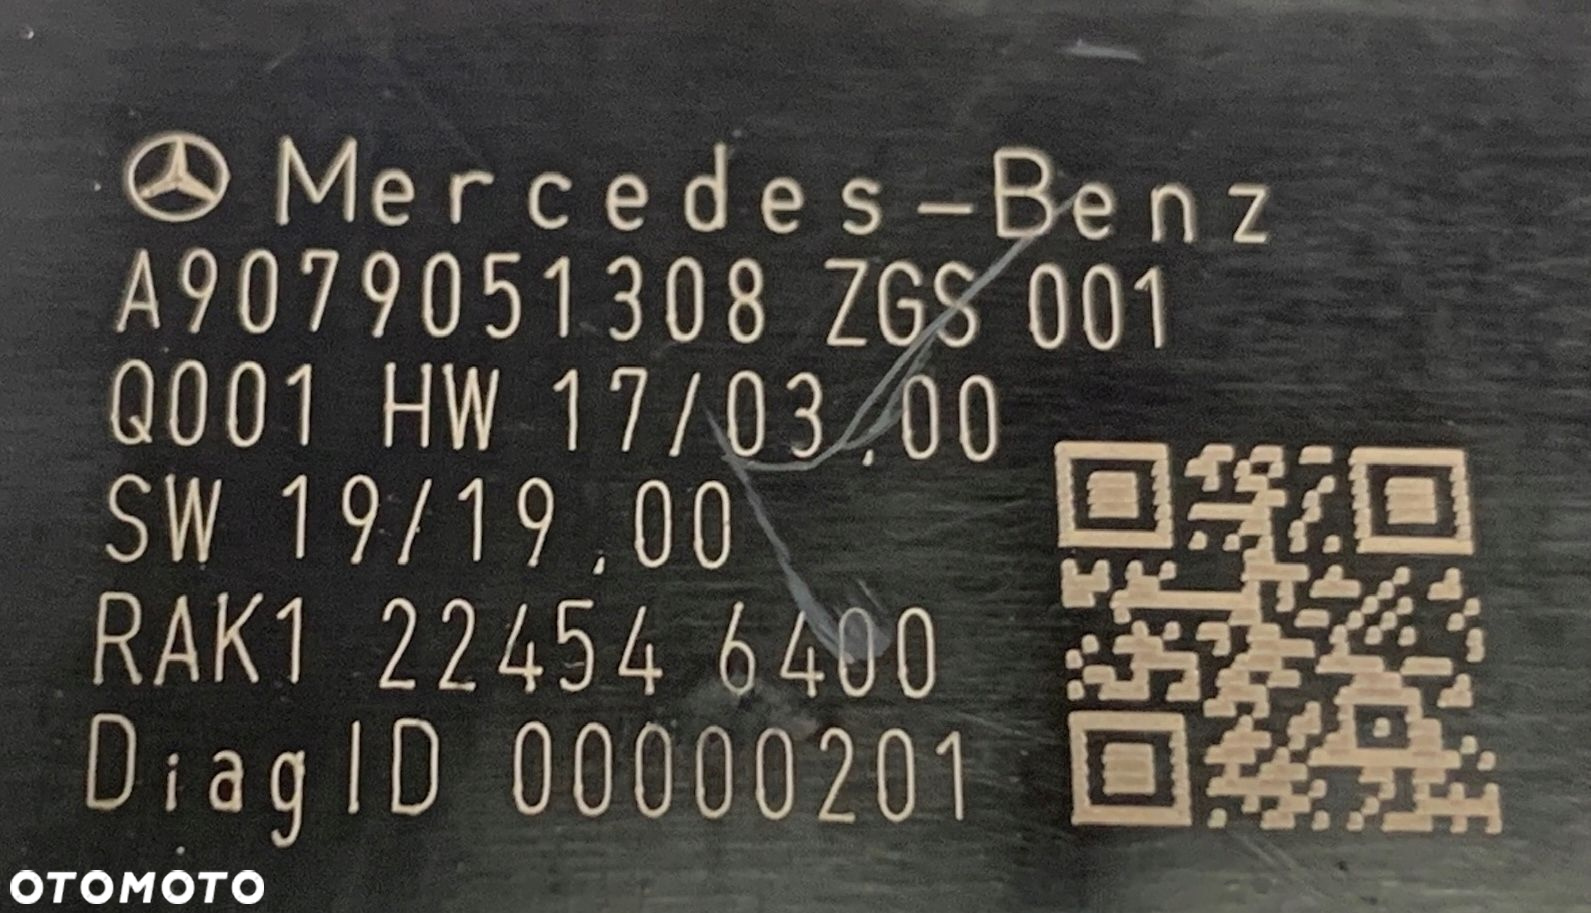 Mercedes-Benz
A9079051308 ZGS 001
Q001 HW 17/03,00
SW 19/19,00
RAK1 22454 6400
DiagID 00000201
OTOMOTO